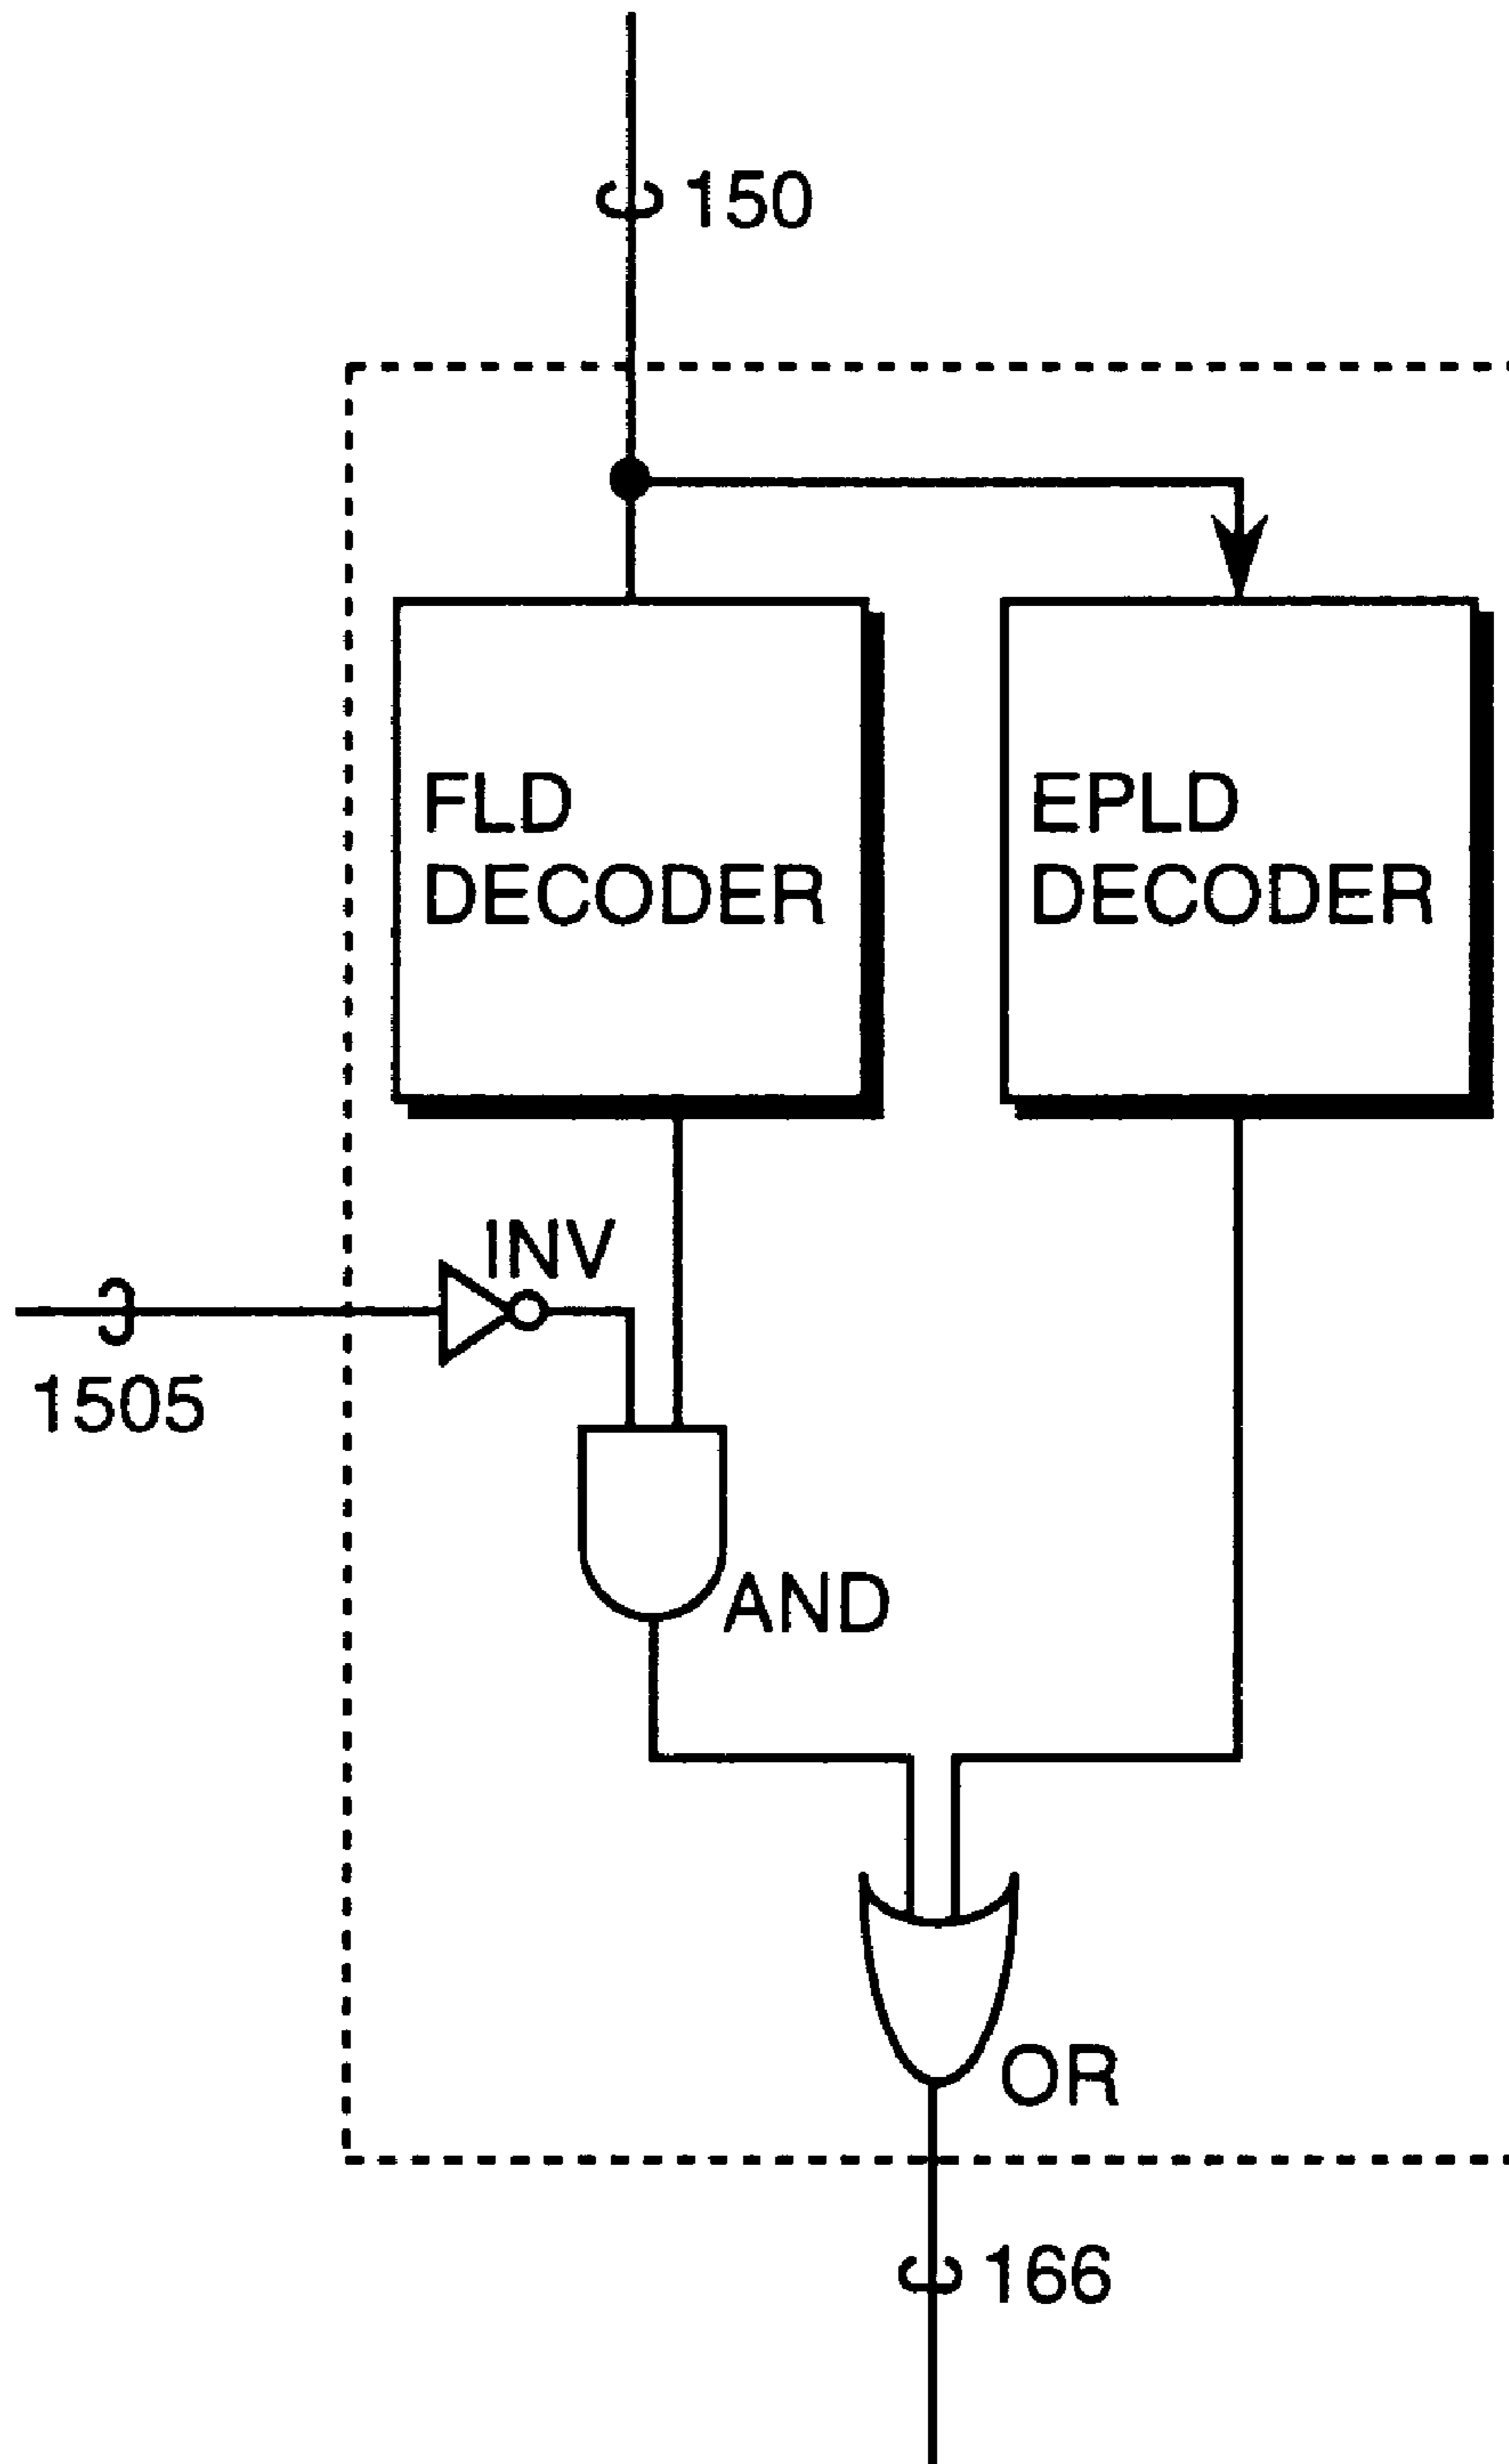 150
FLD
DECODER
EPLD
DECODER
INV
1505
AND
OR
166